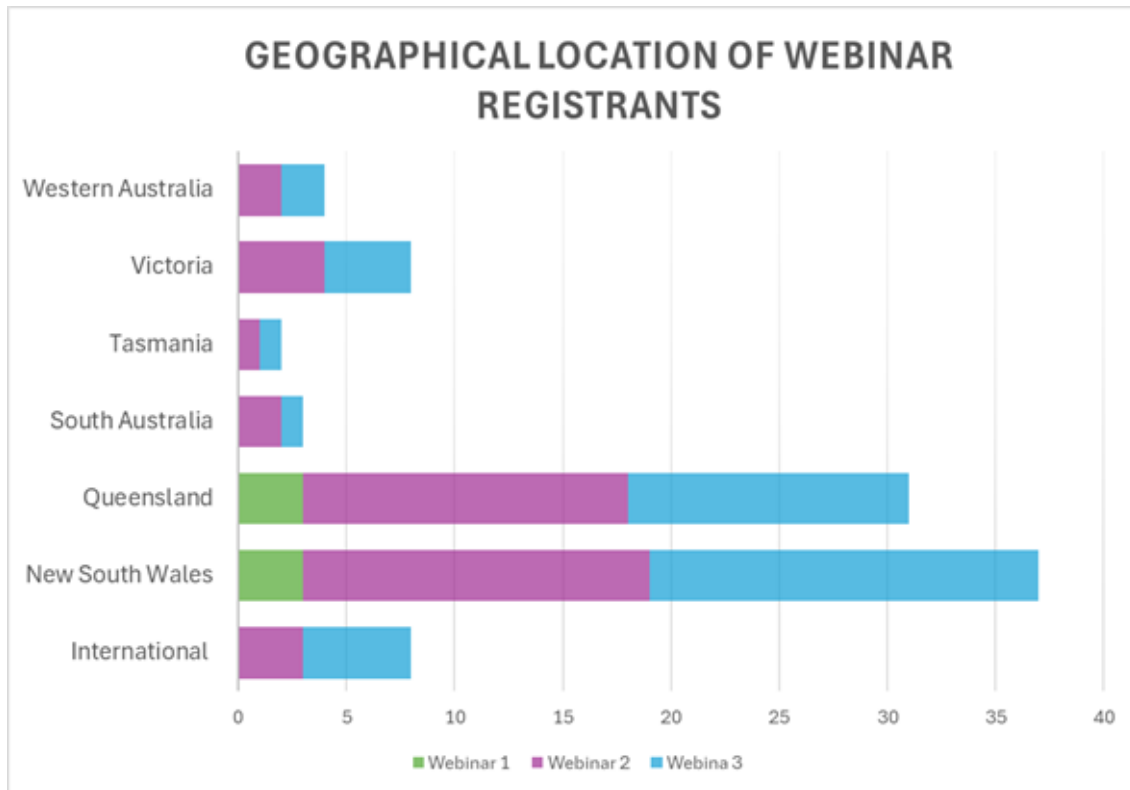 GEOGRAPHICAL LOCATION OF WEBINAR
REGISTRANTS
Western Australia
Victoria
Tasmania
South Australia
Queensland
New South Wales
International
0 5 10 15 20 25 30 35 40
Webinar 1 Webinar 2 Webina 3